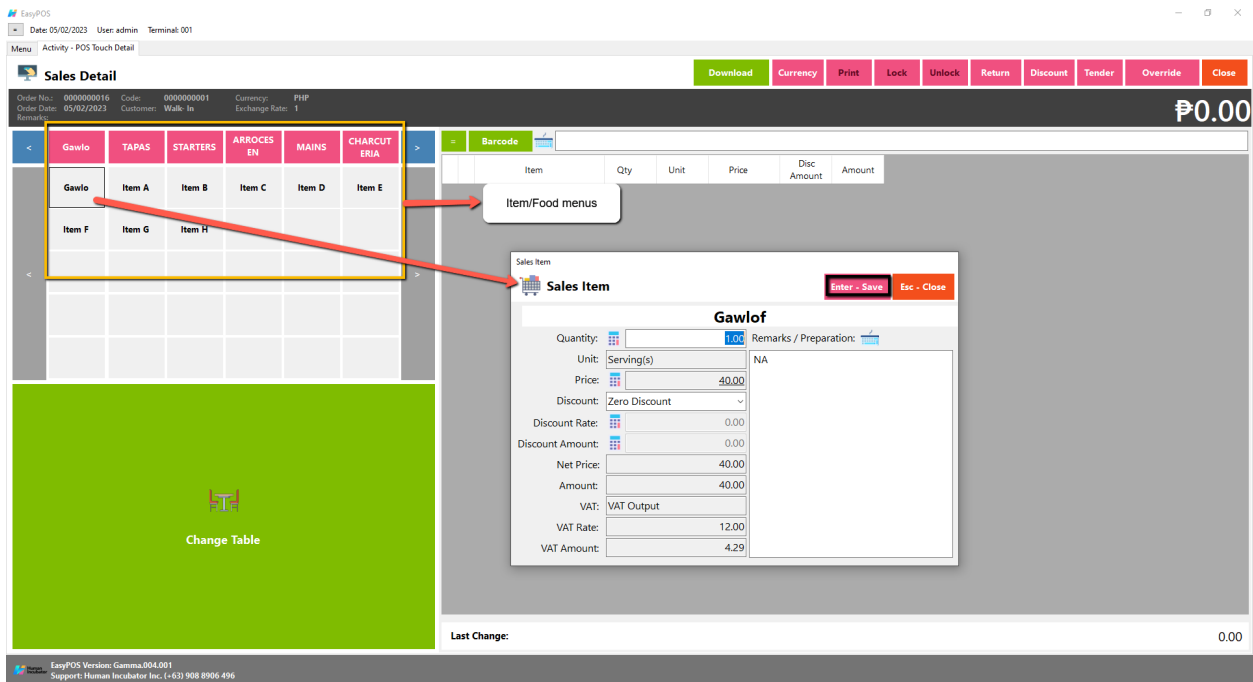 EasyPOS
Date: 05/02/2023 User: admin Terminal: 001
Menu Activity - POS Touch Detail
Sales Detail
Download Currency Print Lock Unlock Return Discount Tender Override Close
Order No.: 0000000016 Code: 0000000001 Currency: PHP
Order Date: 05/02/2023 Customer: Walk- In Exchange Rate: 1
Remarks:
₱0.00
< Gawlo TAPAS STARTERS ARROCES EN MAINS CHARCUT ERIA >
= Barcode
Gawlo Item A Item B Item C Item D Item E
Item F Item G Item H
< >
Item Qty Unit Price Disc Amount Amount
Item/Food menus
Sales Item
Sales Item
Enter - Save Esc - Close
Gawlof
Quantity: 1.00 Remarks / Preparation:
Unit: Serving(s) NA
Price: 40.00
Discount: Zero Discount
Discount Rate: 0.00
Discount Amount: 0.00
Net Price: 40.00
Amount: 40.00
VAT: VAT Output
VAT Rate: 12.00
VAT Amount: 4.29
Change Table
Last Change: 0.00
Human Incubator
EasyPOS Version: Gamma.004.001
Support: Human Incubator Inc. (+63) 908 8906 496